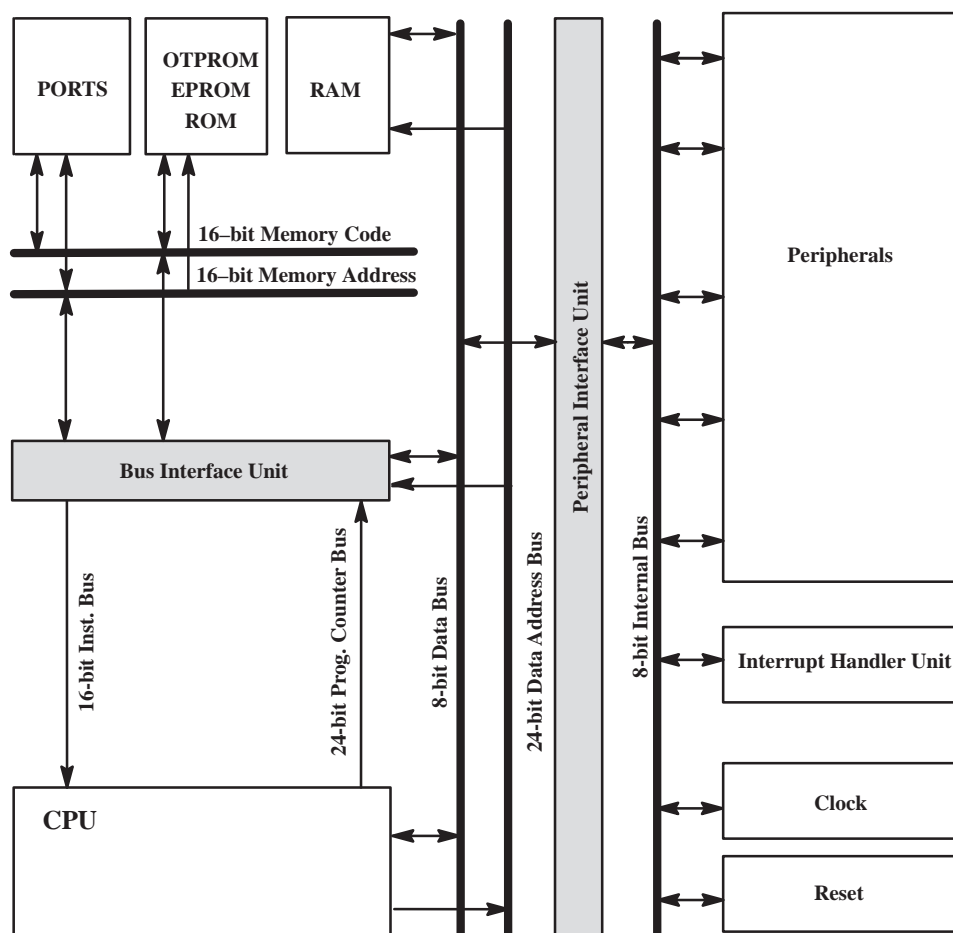 PORTS
OTPROM
EPROM
ROM
RAM
16–bit Memory Code
16–bit Memory Address
Peripherals
Peripheral Interface Unit
Bus Interface Unit
16-bit Inst. Bus
24-bit Prog. Counter Bus
8-bit Data Bus
24-bit Data Address Bus
8-bit Internal Bus
Interrupt Handler Unit
CPU
Clock
Reset